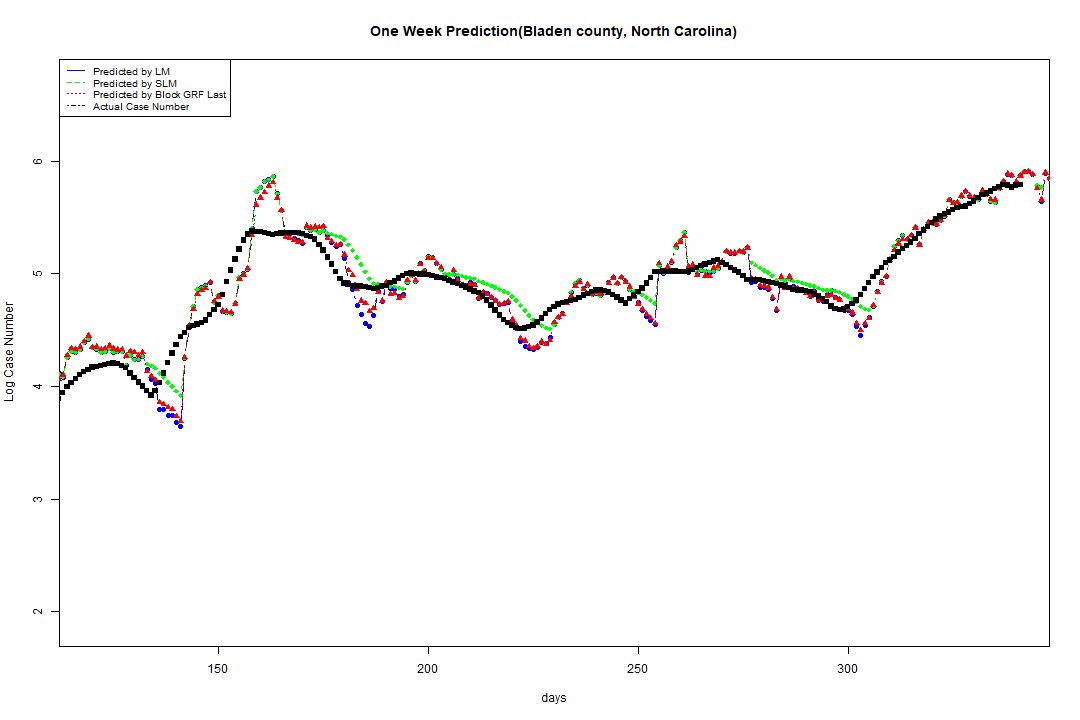 One Week Prediction(Bladen county, North Carolina)
Predicted by LM
Predicted by SLM
Predicted by Block GRF Last
Actual Case Number
6
5
4
3
2
Log Case Number
150 200 250 300
days